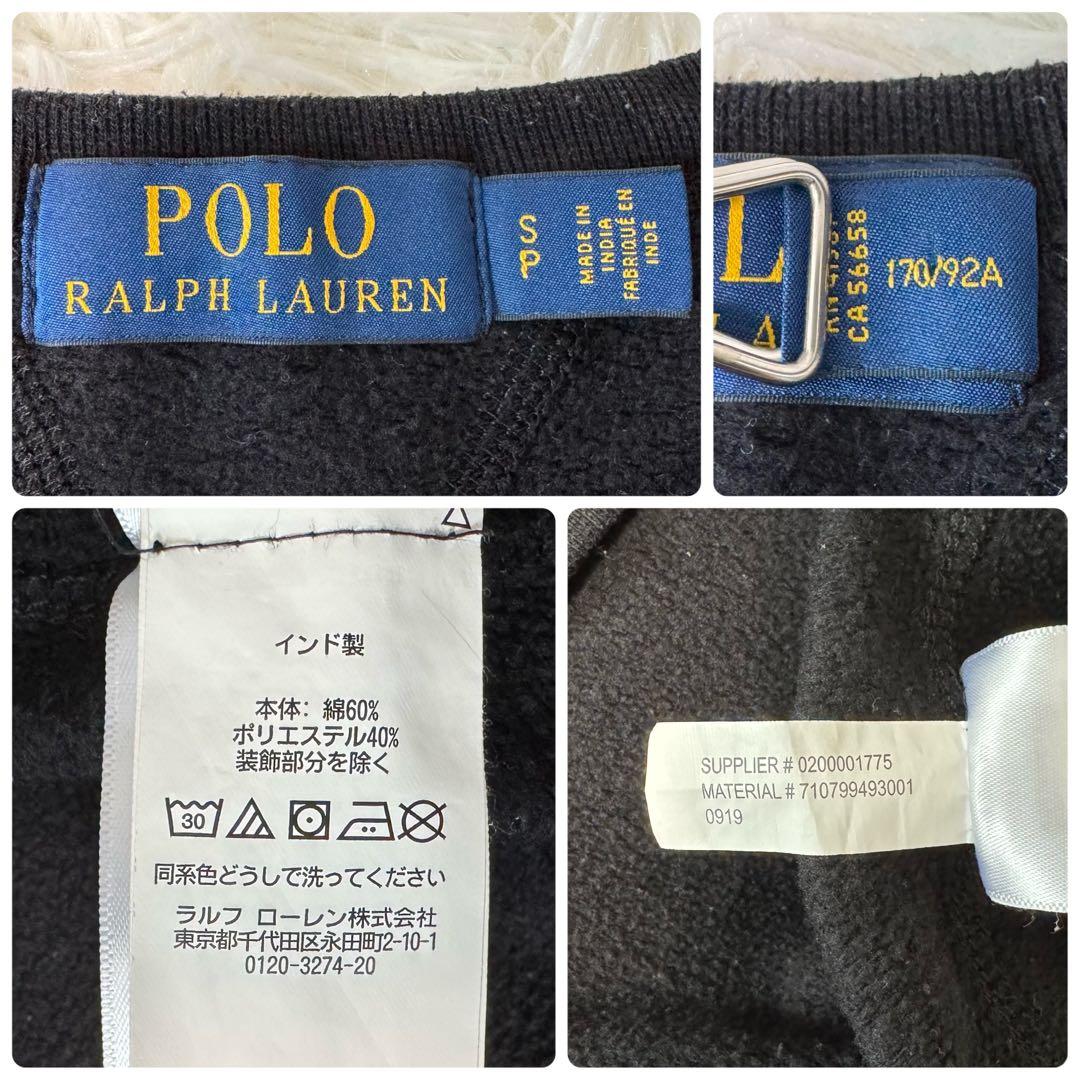 POLO
RALPH LAUREN
S
P
MADE IN
INDIA
FABRIQUÉ EN
INDE
L
LA
CA 56658
170/92A
インド製
本体: 綿60%
ポリエステル40%
装飾部分を除く
30
同系色どうしで洗ってください
ラルフ ローレン株式会社
東京都千代田区永田町2-10-1
0120-3274-20
SUPPLIER # 0200001775
MATERIAL # 710799493001
0919